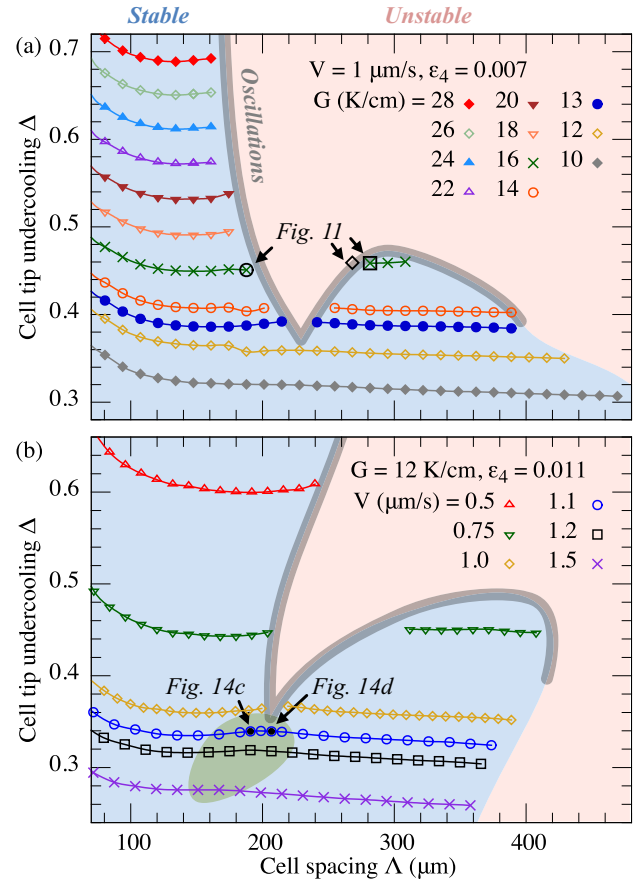 Stable Unstable
(a)
0.7
0.6
0.5
0.4
0.3
Cell tip undercooling Δ
Oscillations
V = 1 μm/s, ε4 = 0.007
G (K/cm) = 28 20 13
26 18 12
24 16 10
22 14
Fig. 11
(b)
0.6
0.5
0.4
0.3
Cell tip undercooling Δ
G = 12 K/cm, ε4 = 0.011
V (μm/s) = 0.5 1.1
0.75 1.2
1.0 1.5
Fig. 14c Fig. 14d
100 200 300 400
Cell spacing Λ (μm)